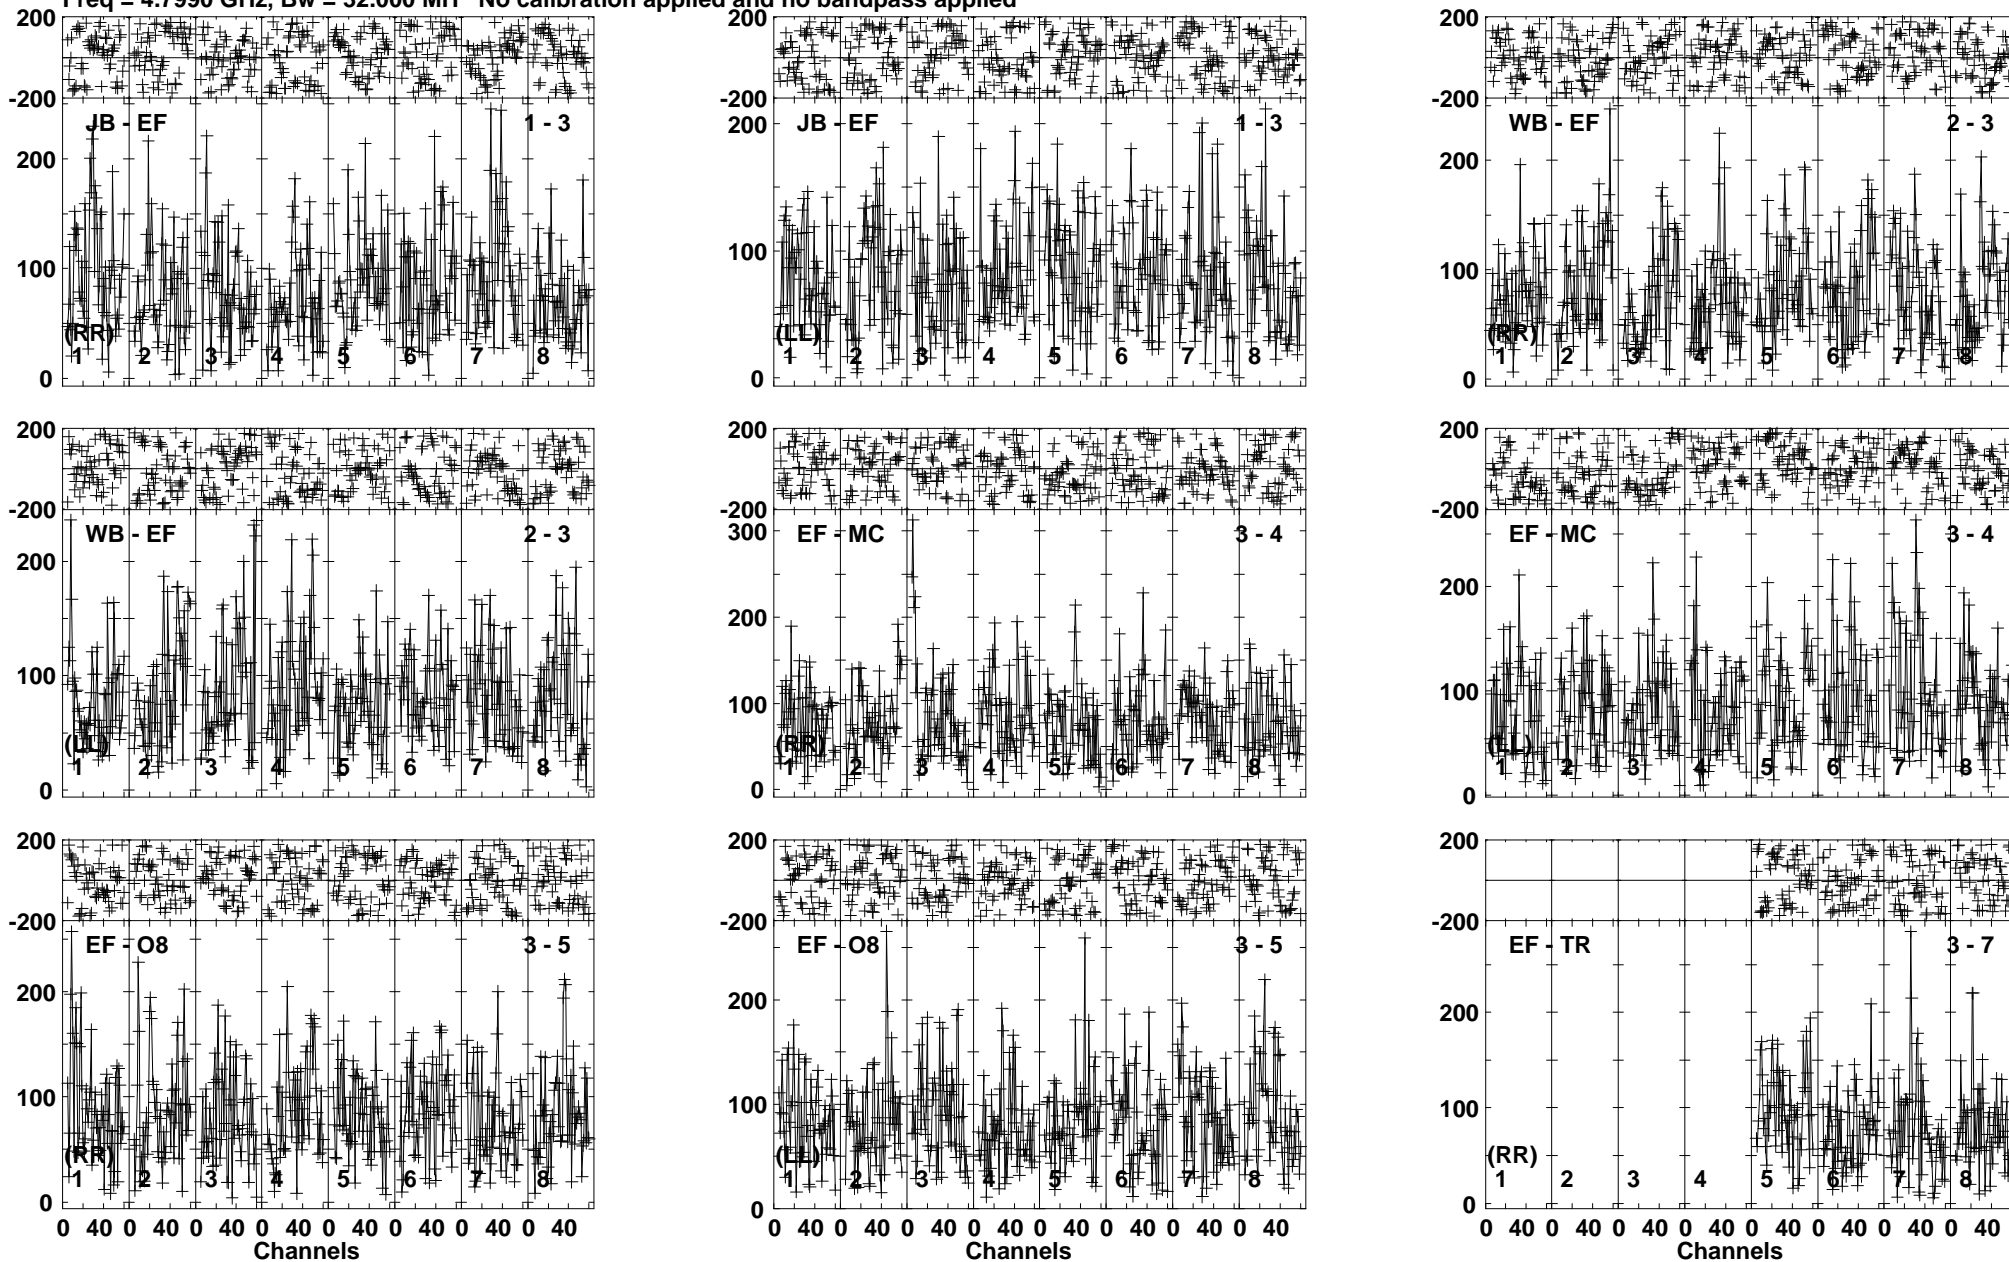 Freq = 4.7990 GHz, Bw = 32.000 MH No calibration applied and no bandpass applied
200 200 200
-200 -200 -200
JB - EF 1 - 3 JB - EF 1 - 3 WB - EF 2 - 3
200 200 200
100 100 100
(RR) (LL) (RR)
1 2 3 4 5 6 7 8 1 2 3 4 5 6 7 8 1 2 3 4 5 6 7 8
0 0 0
200 200 200
-200 -200 -200
WB - EF 2 - 3 EF - MC 3 - 4 EF - MC 3 - 4
300
200 200 200
100 100 100
(LL) (RR) (LL)
1 2 3 4 5 6 7 8 1 2 3 4 5 6 7 8 1 2 3 4 5 6 7 8
0 0 0
200 200 200
-200 -200 -200
EF - O8 3 - 5 EF - O8 3 - 5 EF - TR 3 - 7
200 200 200
100 100 100
(RR) (LL) (RR)
1 2 3 4 5 6 7 8 1 2 3 4 5 6 7 8 1 2 3 4 5 6 7 8
0 0 0
0 40 0 40 0 40 0 40 0 40 0 40 0 40 0 40 0 40 0 40 0 40 0 40 0 40 0 40 0 40 0 40 0 40 0 40 0 40 0 40 0 40 0 40 0 40 0 40
Channels Channels